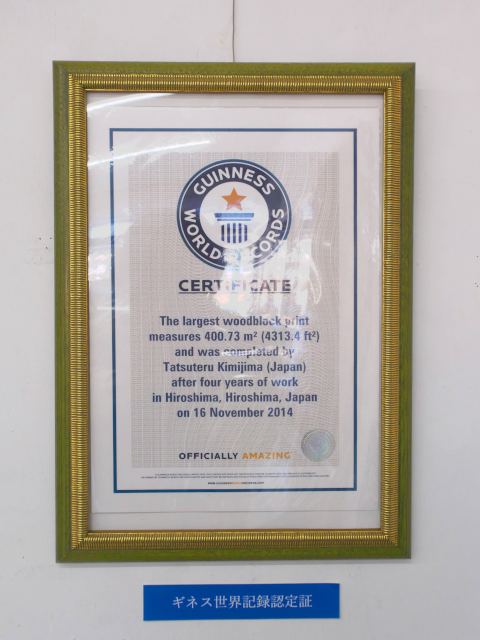 GUINNESS
WORLD RECORDS
CERTIFICATE
The largest woodblock print
measures 400.73 m² (4313.4 ft²)
and was completed by
Tatsuteru Kimijima (Japan)
after four years of work
in Hiroshima, Hiroshima, Japan
on 16 November 2014
OFFICIALLY AMAZING
ギネス世界記録認定証